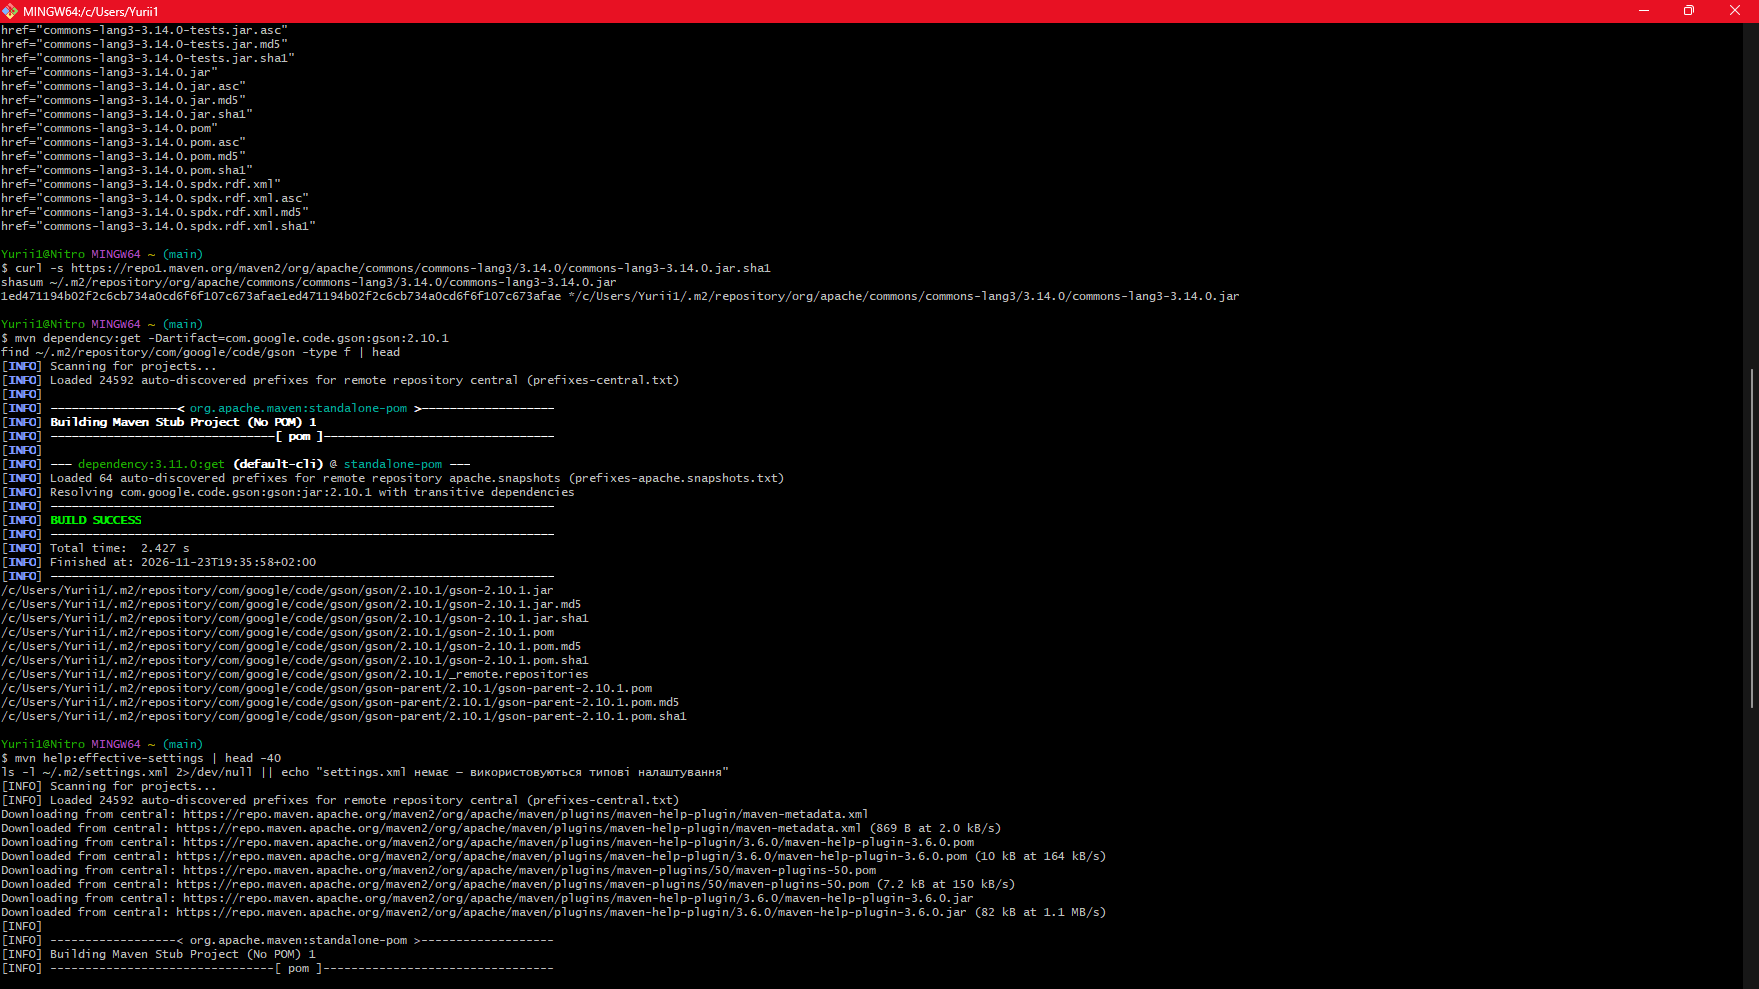 MINGW64:/c/Users/Yurii1
href="commons-lang3-3.14.0-tests.jar.asc"
href="commons-lang3-3.14.0-tests.jar.md5"
href="commons-lang3-3.14.0-tests.jar.sha1"
href="commons-lang3-3.14.0.jar"
href="commons-lang3-3.14.0.jar.asc"
href="commons-lang3-3.14.0.jar.md5"
href="commons-lang3-3.14.0.jar.sha1"
href="commons-lang3-3.14.0.pom"
href="commons-lang3-3.14.0.pom.asc"
href="commons-lang3-3.14.0.pom.md5"
href="commons-lang3-3.14.0.pom.sha1"
href="commons-lang3-3.14.0.spdx.rdf.xml"
href="commons-lang3-3.14.0.spdx.rdf.xml.asc"
href="commons-lang3-3.14.0.spdx.rdf.xml.md5"
href="commons-lang3-3.14.0.spdx.rdf.xml.sha1"
Yurii1@Nitro MINGW64 ~ (main)
$ curl -s https://repo1.maven.org/maven2/org/apache/commons/commons-lang3/3.14.0/commons-lang3-3.14.0.jar.sha1
shasum ~/.m2/repository/org/apache/commons/commons-lang3/3.14.0/commons-lang3-3.14.0.jar
1ed471194b02f2c6cb734a0cd6f6f107c673afae1ed471194b02f2c6cb734a0cd6f6f107c673afae */c/Users/Yurii1/.m2/repository/org/apache/commons/commons-lang3/3.14.0/commons-lang3-3.14.0.jar
Yurii1@Nitro MINGW64 ~ (main)
$ mvn dependency:get -Dartifact=com.google.code.gson:gson:2.10.1
find ~/.m2/repository/com/google/code/gson -type f | head
[INFO] Scanning for projects...
[INFO] Loaded 24592 auto-discovered prefixes for remote repository central (prefixes-central.txt)
[INFO]
[INFO] ------------------< org.apache.maven:standalone-pom >-------------------
[INFO] Building Maven Stub Project (No POM) 1
[INFO] --------------------------------[ pom ]---------------------------------
[INFO]
[INFO] --- dependency:3.11.0:get (default-cli) @ standalone-pom ---
[INFO] Loaded 64 auto-discovered prefixes for remote repository apache.snapshots (prefixes-apache.snapshots.txt)
[INFO] Resolving com.google.code.gson:gson:jar:2.10.1 with transitive dependencies
[INFO] ------------------------------------------------------------------------
[INFO] BUILD SUCCESS
[INFO] ------------------------------------------------------------------------
[INFO] Total time:  2.427 s
[INFO] Finished at: 2026-11-23T19:35:58+02:00
[INFO] ------------------------------------------------------------------------
/c/Users/Yurii1/.m2/repository/com/google/code/gson/gson/2.10.1/gson-2.10.1.jar
/c/Users/Yurii1/.m2/repository/com/google/code/gson/gson/2.10.1/gson-2.10.1.jar.md5
/c/Users/Yurii1/.m2/repository/com/google/code/gson/gson/2.10.1/gson-2.10.1.jar.sha1
/c/Users/Yurii1/.m2/repository/com/google/code/gson/gson/2.10.1/gson-2.10.1.pom
/c/Users/Yurii1/.m2/repository/com/google/code/gson/gson/2.10.1/gson-2.10.1.pom.md5
/c/Users/Yurii1/.m2/repository/com/google/code/gson/gson/2.10.1/gson-2.10.1.pom.sha1
/c/Users/Yurii1/.m2/repository/com/google/code/gson/gson/2.10.1/_remote.repositories
/c/Users/Yurii1/.m2/repository/com/google/code/gson/gson-parent/2.10.1/gson-parent-2.10.1.pom
/c/Users/Yurii1/.m2/repository/com/google/code/gson/gson-parent/2.10.1/gson-parent-2.10.1.pom.md5
/c/Users/Yurii1/.m2/repository/com/google/code/gson/gson-parent/2.10.1/gson-parent-2.10.1.pom.sha1
Yurii1@Nitro MINGW64 ~ (main)
$ mvn help:effective-settings | head -40
ls -l ~/.m2/settings.xml 2>/dev/null || echo "settings.xml немає – використовуються типові налаштування"
[INFO] Scanning for projects...
[INFO] Loaded 24592 auto-discovered prefixes for remote repository central (prefixes-central.txt)
Downloading from central: https://repo.maven.apache.org/maven2/org/apache/maven/plugins/maven-help-plugin/maven-metadata.xml
Downloaded from central: https://repo.maven.apache.org/maven2/org/apache/maven/plugins/maven-help-plugin/maven-metadata.xml (869 B at 2.0 kB/s)
Downloading from central: https://repo.maven.apache.org/maven2/org/apache/maven/plugins/maven-help-plugin/3.6.0/maven-help-plugin-3.6.0.pom
Downloaded from central: https://repo.maven.apache.org/maven2/org/apache/maven/plugins/maven-help-plugin/3.6.0/maven-help-plugin-3.6.0.pom (10 kB at 164 kB/s)
Downloading from central: https://repo.maven.apache.org/maven2/org/apache/maven/plugins/maven-plugins/50/maven-plugins-50.pom
Downloaded from central: https://repo.maven.apache.org/maven2/org/apache/maven/plugins/maven-plugins/50/maven-plugins-50.pom (7.2 kB at 150 kB/s)
Downloading from central: https://repo.maven.apache.org/maven2/org/apache/maven/plugins/maven-help-plugin/3.6.0/maven-help-plugin-3.6.0.jar
Downloaded from central: https://repo.maven.apache.org/maven2/org/apache/maven/plugins/maven-help-plugin/3.6.0/maven-help-plugin-3.6.0.jar (82 kB at 1.1 MB/s)
[INFO]
[INFO] ------------------< org.apache.maven:standalone-pom >-------------------
[INFO] Building Maven Stub Project (No POM) 1
[INFO] --------------------------------[ pom ]---------------------------------